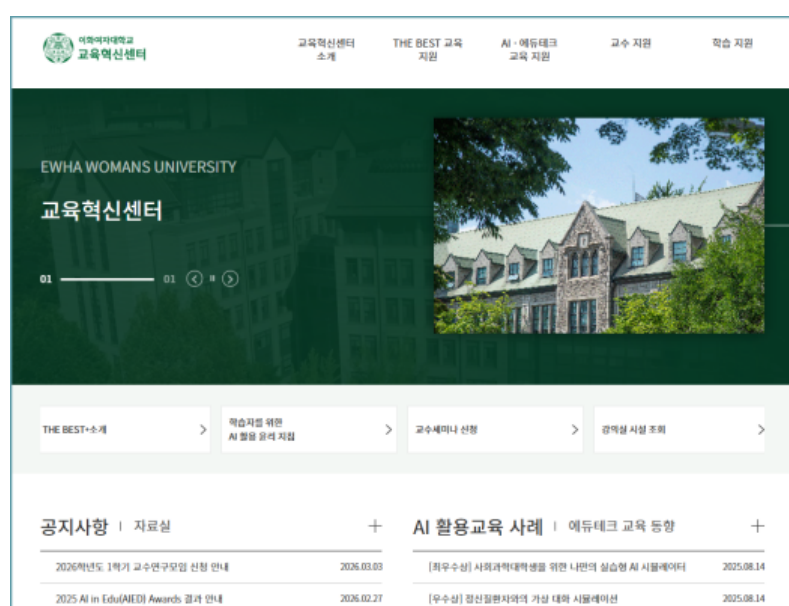 이화여자대학교
교육혁신센터
교육혁신센터
소개
THE BEST 교육
지원
AI · 에듀테크
교육 지원
교수 지원
학습 지원
EWHA WOMANS UNIVERSITY
교육혁신센터
01 01
THE BEST+소개
학습자를 위한
AI 활용 윤리 지침
교수세미나 신청
강의실 시설 조회
공지사항 자료실
AI 활용교육 사례 에듀테크 교육 동향
2026학년도 1학기 교수연구모임 신청 안내 2026.03.03
[최우수상] 사회과학대학생을 위한 나만의 실습형 AI 시뮬레이터 2025.08.14
2025 AI in Edu(AIED) Awards 결과 안내 2026.02.27
[우수상] 정신질환자와의 가상 대화 시뮬레이션 2025.08.14